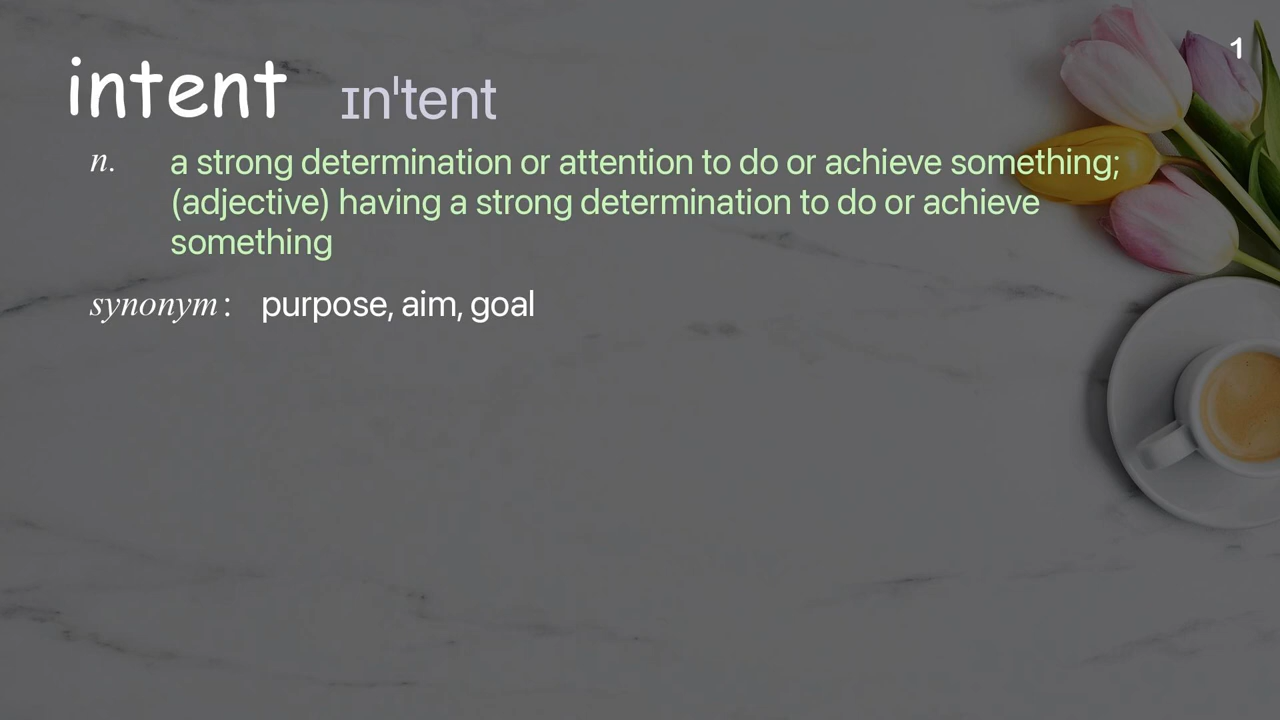 1
intent ɪn'tent
n. a strong determination or attention to do or achieve something;
(adjective) having a strong determination to do or achieve
something
synonym: purpose, aim, goal